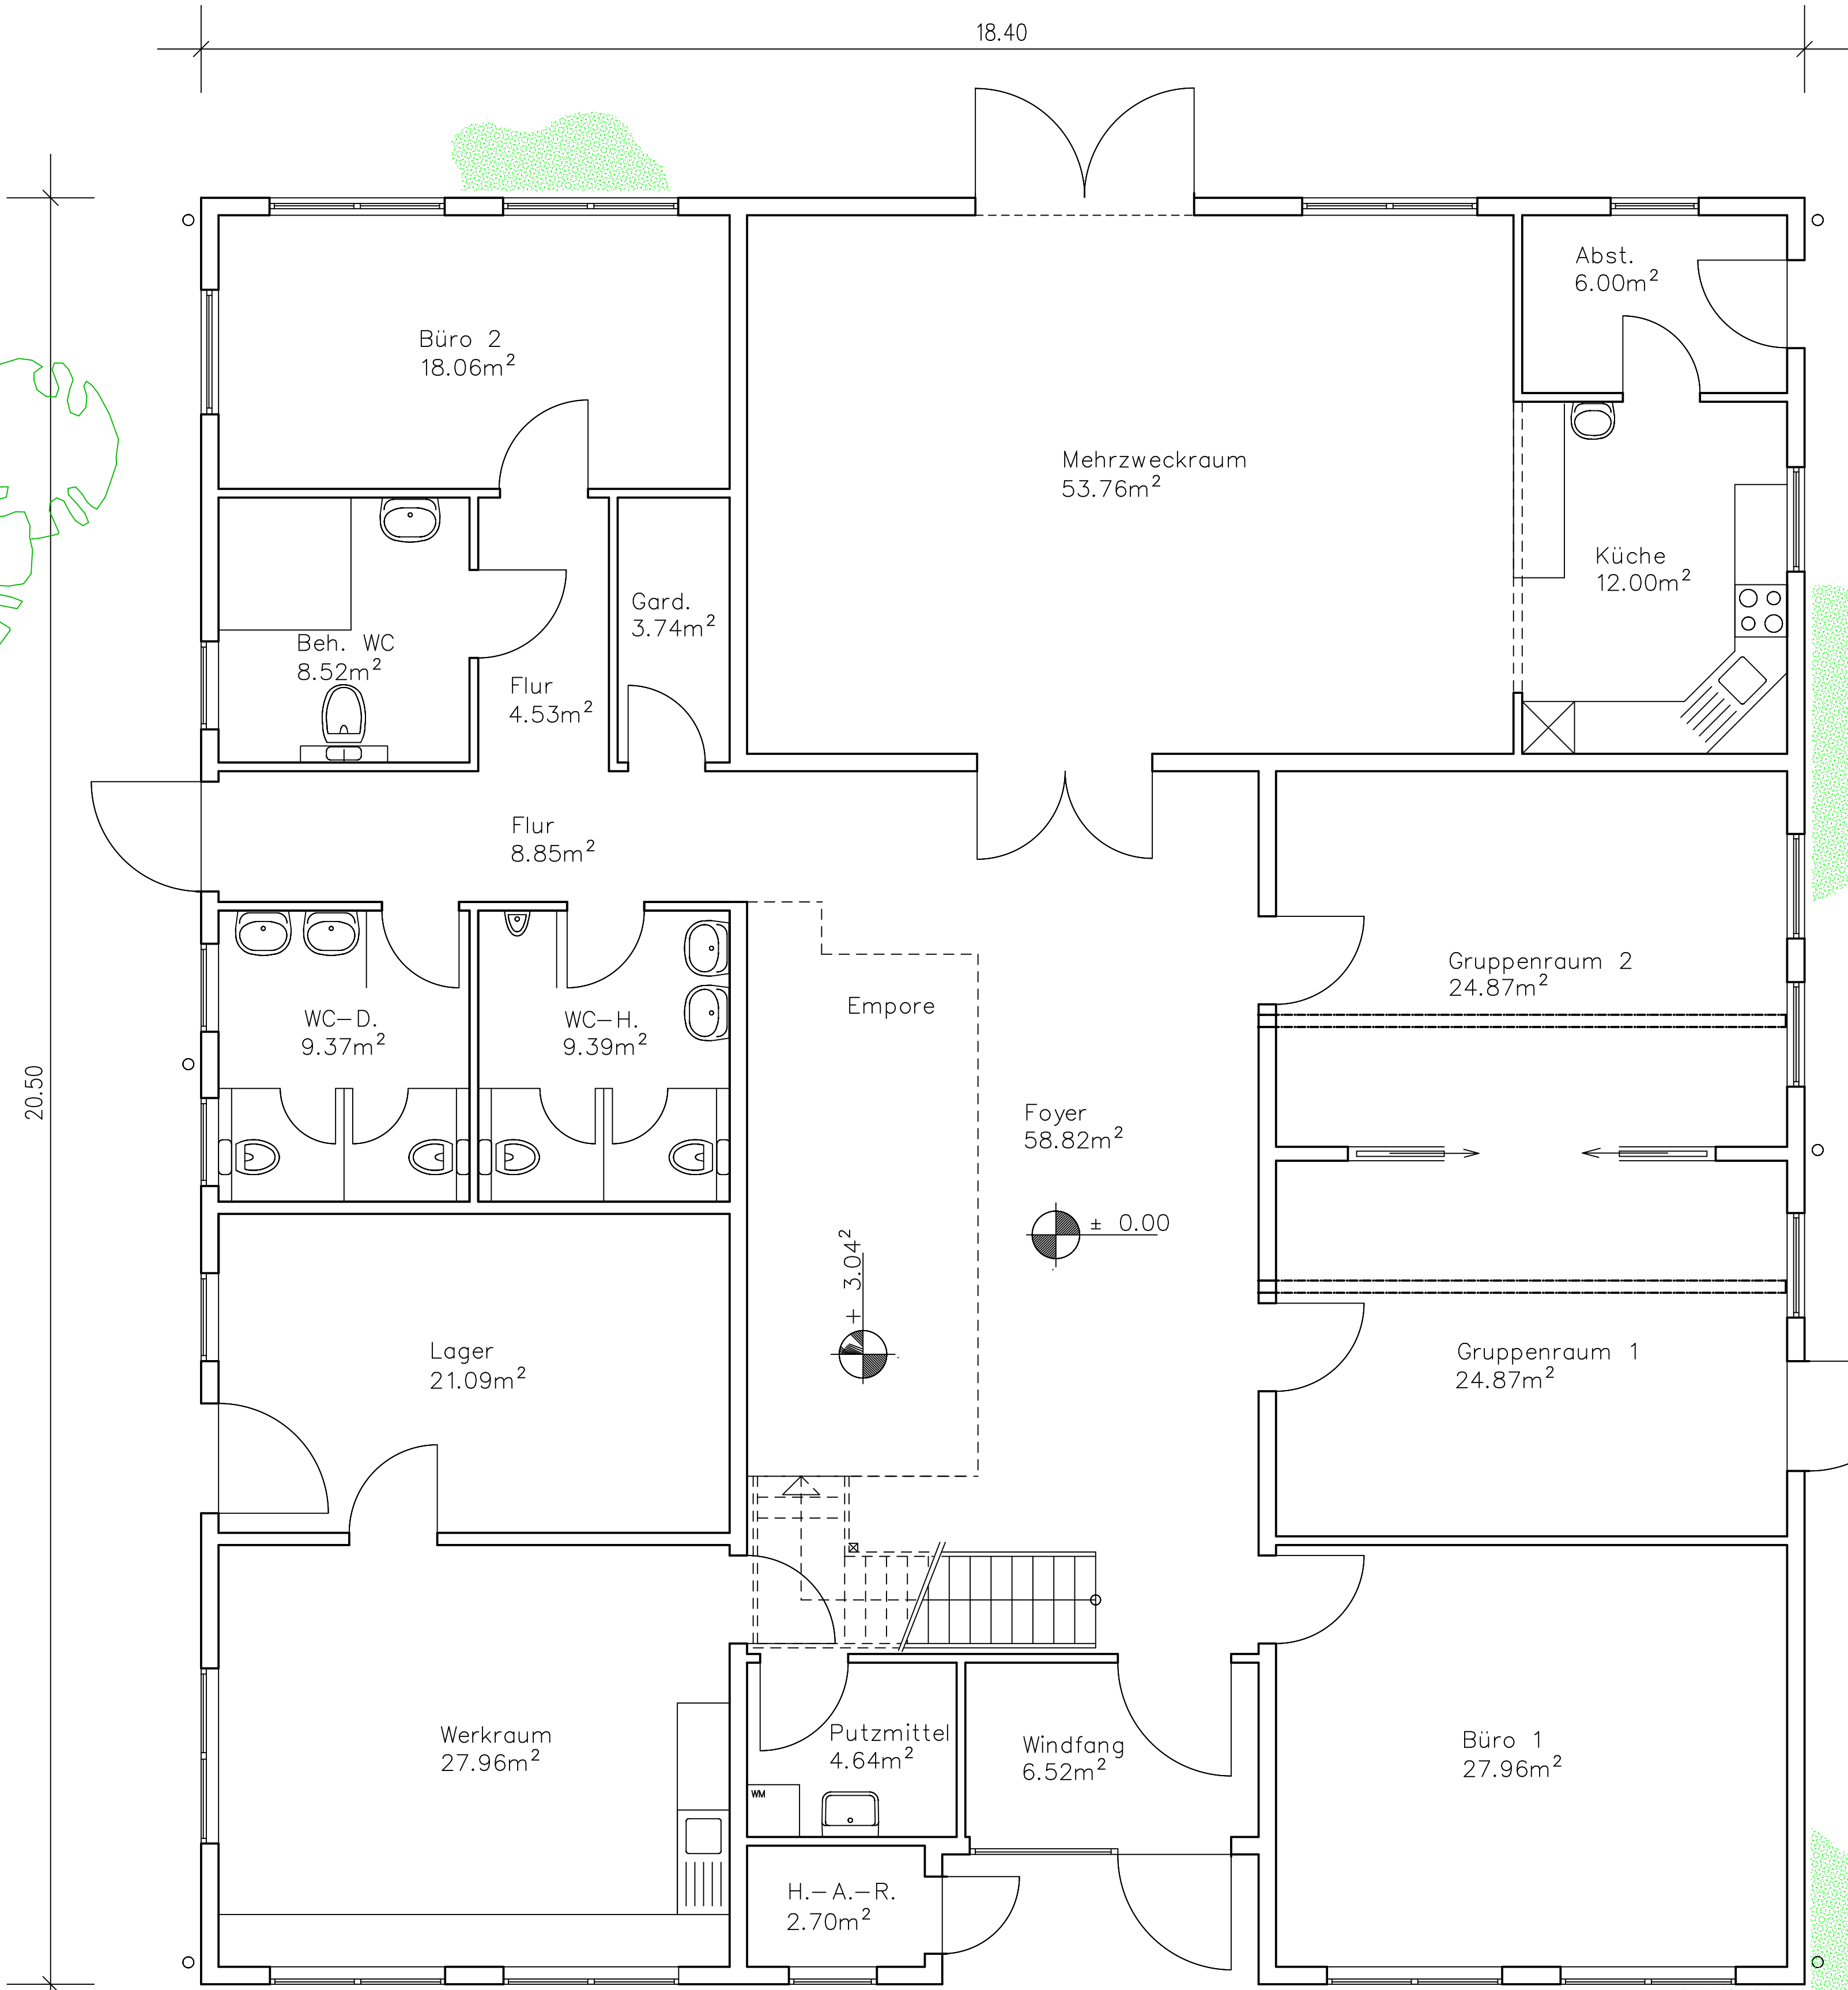 18.40
Abst.
6.00m²
Büro 2
18.06m²
Mehrzweckraum
53.76m²
Küche
12.00m²
Gard.
3.74m²
Beh. WC
8.52m²
Flur
4.53m²
Flur
8.85m²
Gruppenraum 2
24.87m²
Empore
WC-D.
9.37m²
WC-H.
9.39m²
20.50
Foyer
58.82m²
± 0.00
+ 3.04²
Lager
21.09m²
Gruppenraum 1
24.87m²
Werkraum
27.96m²
Putzmittel
4.64m²
Windfang
6.52m²
Büro 1
27.96m²
WM
H.-A.-R.
2.70m²